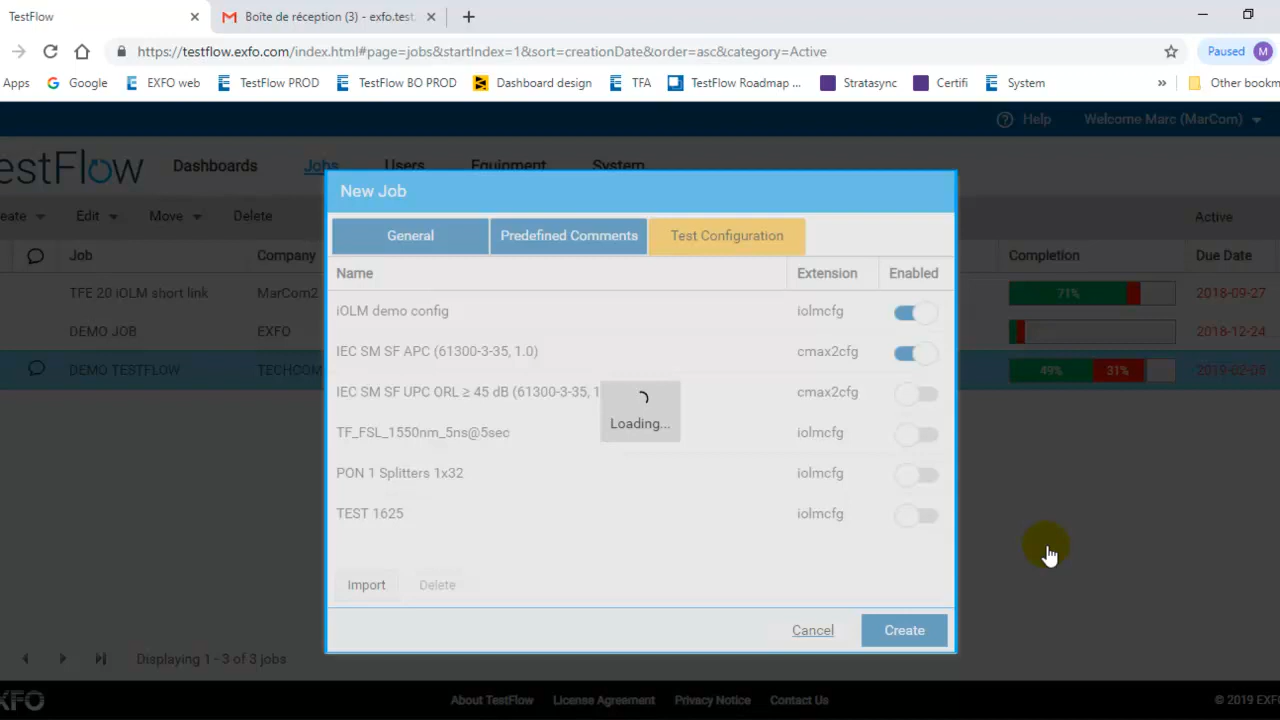 TestFlow
Boîte de réception (3) - exfo.test.
https://testflow.exfo.com/index.html#page=jobs&startIndex=1&sort=creationDate&order=asc&category=Active
Paused M
Apps Google EXFO web TestFlow PROD TestFlow BO PROD Dashboard design TFA TestFlow Roadmap ... Stratasync Certifi System » Other bookm
Help Welcome Marc (MarCom)
estFlow Dashboards Jobs Users Equipment System
eate Edit Move Delete Active
Job Company Completion Due Date
TFE 20 iOLM short link MarCom2 71% 2018-09-27
DEMO JOB EXFO 2018-12-24
DEMO TESTFLOW TECHCOM 49% 31% 2019-02-05
New Job
General Predefined Comments Test Configuration
Name Extension Enabled
iOLM demo config iolmcfg
IEC SM SF APC (61300-3-35, 1.0) cmax2cfg
IEC SM SF UPC ORL ≥ 45 dB (61300-3-35, 1 cmax2cfg
Loading...
TF_FSL_1550nm_5ns@5sec iolmcfg
PON 1 Splitters 1x32 iolmcfg
TEST 1625 iolmcfg
Import Delete
Cancel Create
Displaying 1 - 3 of 3 jobs
XFO About TestFlow License Agreement Privacy Notice Contact Us © 2019 EXF